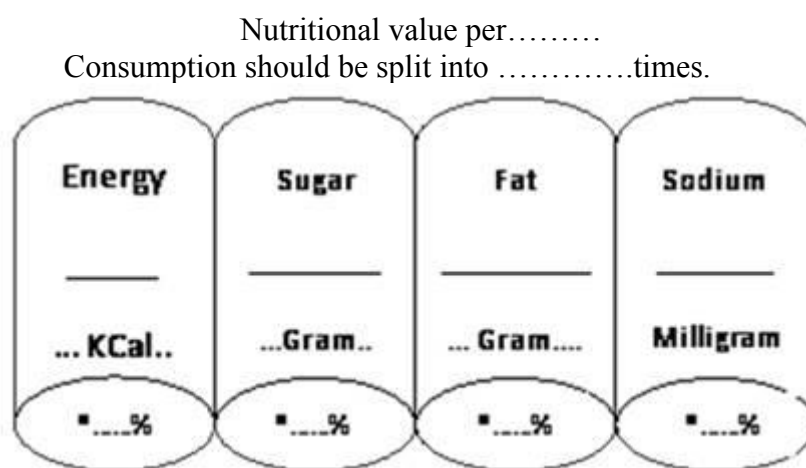 Nutritional value per………
Consumption should be split into ………….times.
Energy Sugar Fat Sodium
... KCal.. ...Gram.. ... Gram.... Milligram
▪.....% ▪.....% ▪.....% ▪.....%